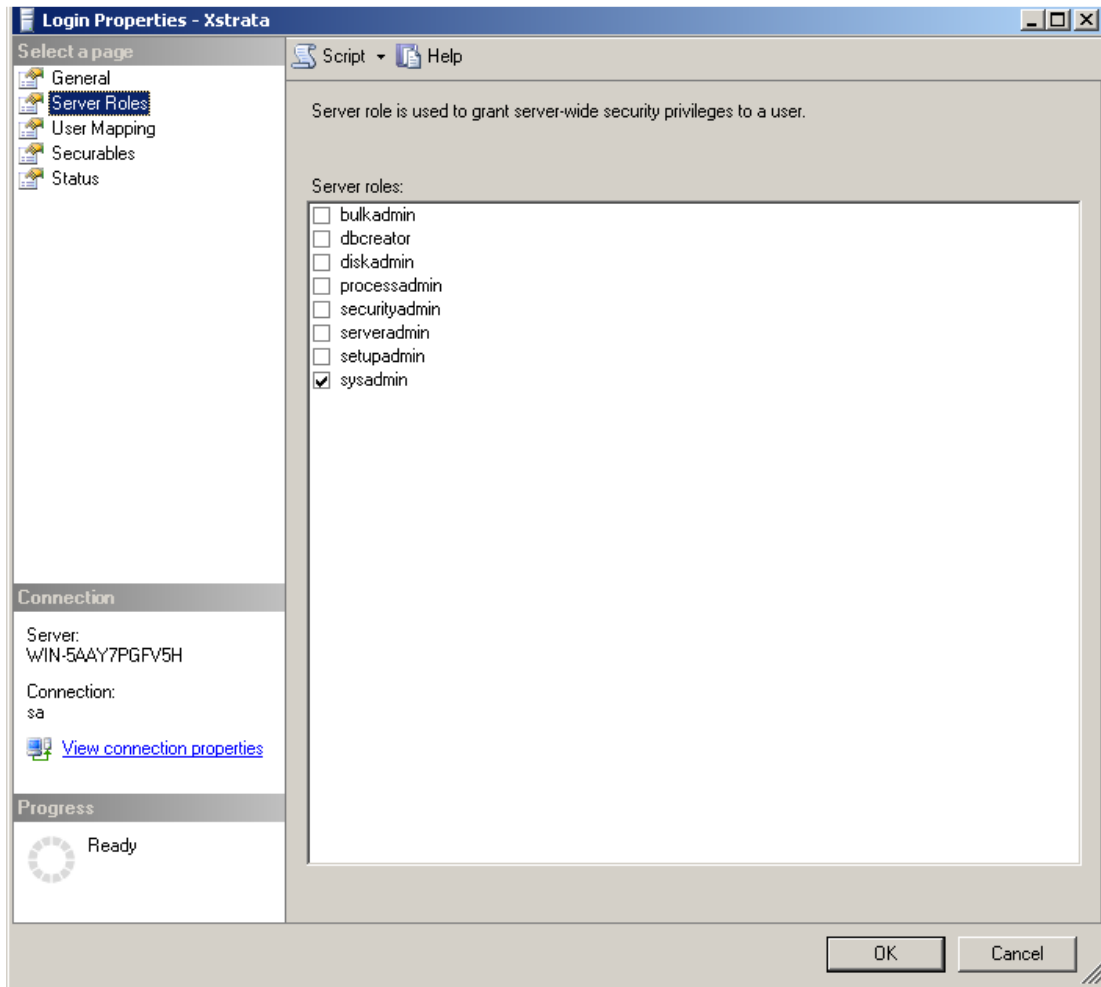 Login Properties - Xstrata
Select a page
General
Server Roles
User Mapping
Securables
Status
Script
Help
Server role is used to grant server-wide security privileges to a user.
Server roles:
bulkadmin
dbcreator
diskadmin
processadmin
securityadmin
serveradmin
setupadmin
sysadmin
Connection
Server:
WIN-5AAY7PGFV5H
Connection:
sa
View connection properties
Progress
Ready
OK
Cancel